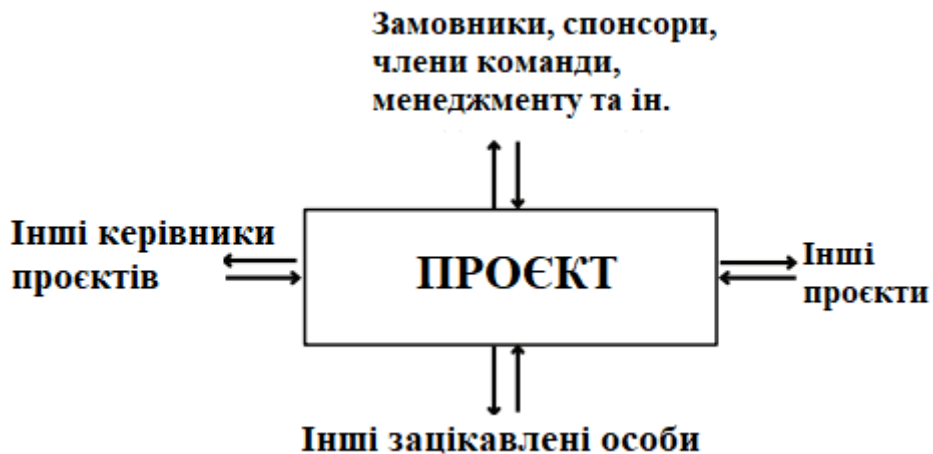 Замовники, спонсори,
члени команди,
менеджменту та ін.
Інші керівники
проєктів
ПРОЄКТ
Інші
проєкти
Інші зацікавлені особи